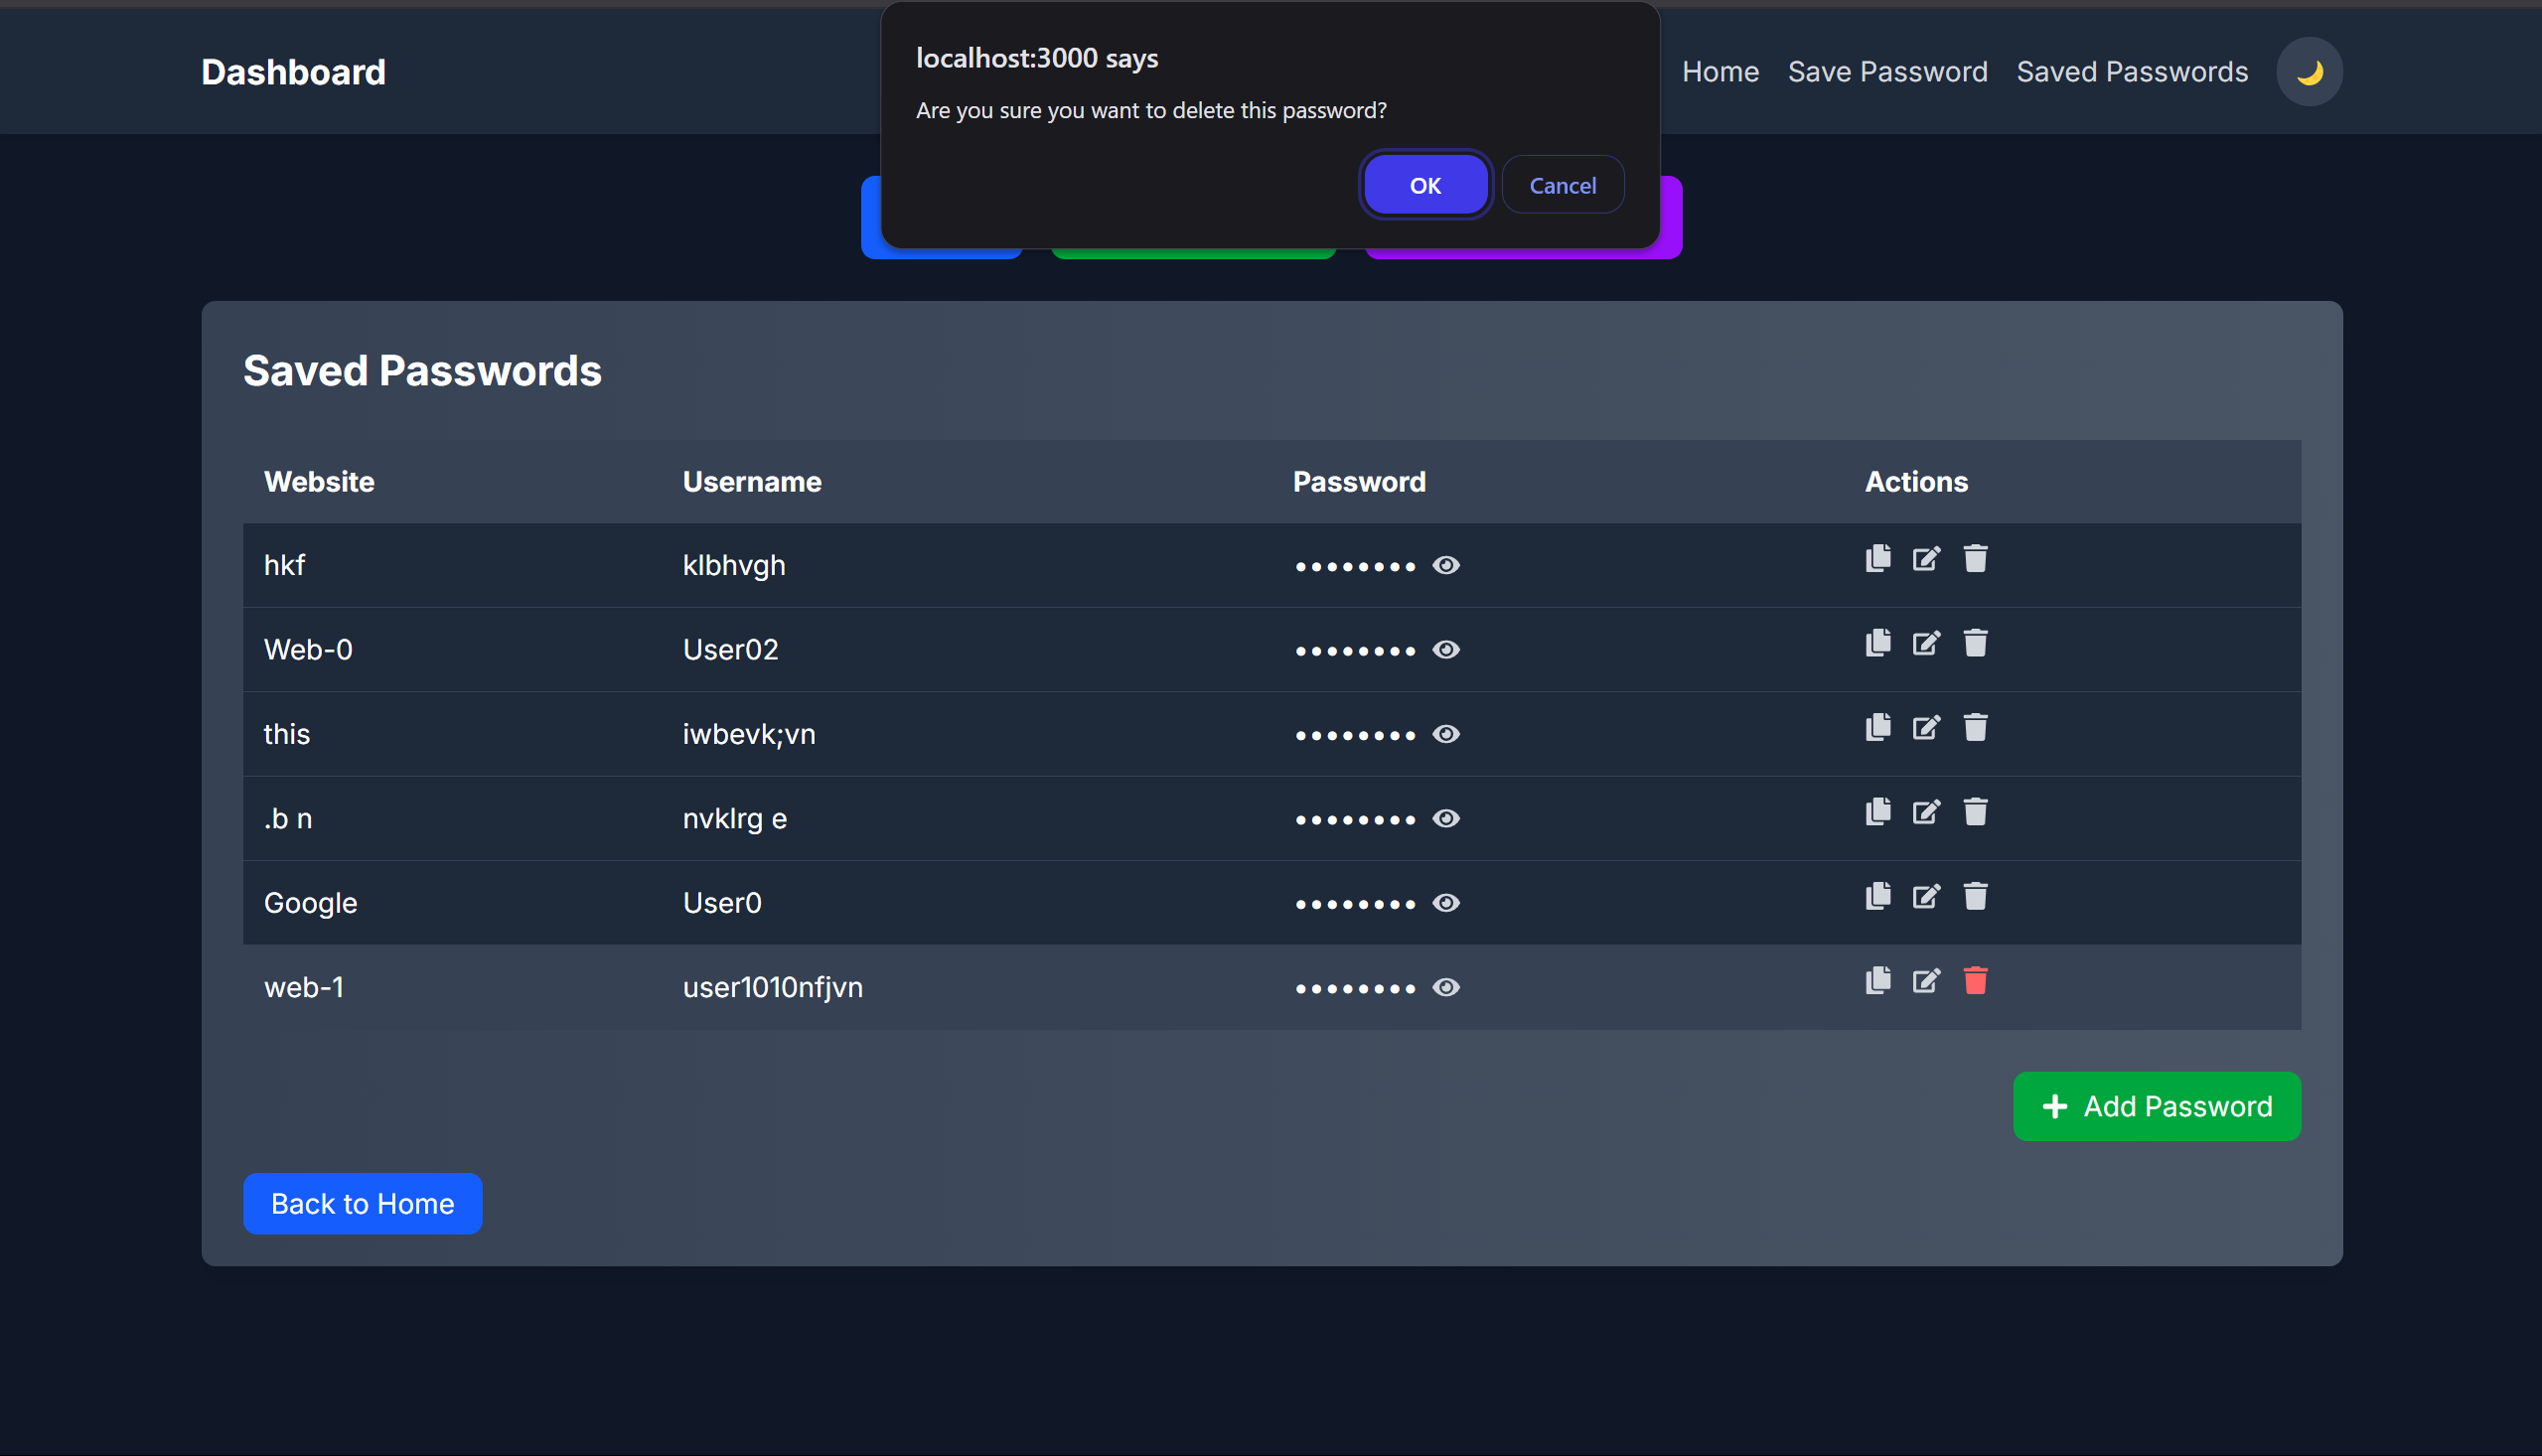 localhost:3000 says
Are you sure you want to delete this password?
OK Cancel
Dashboard Home Save Password Saved Passwords
Saved Passwords
Website Username Password Actions
hkf klbhvgh ••••••••
Web-0 User02 ••••••••
this iwbevk;vn ••••••••
.b n nvklrg e ••••••••
Google User0 ••••••••
web-1 user1010nfjvn ••••••••
Add Password
Back to Home